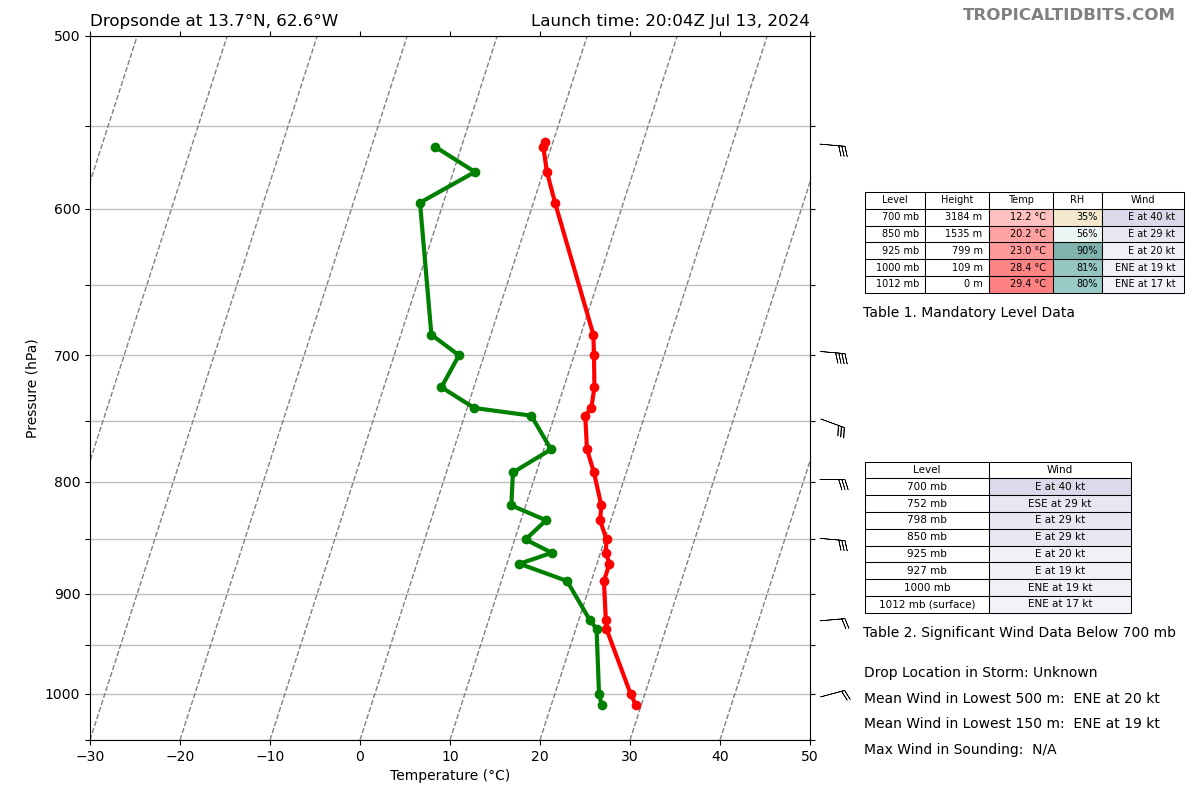 Dropsonde at 13.7°N, 62.6°W
Launch time: 20:04Z Jul 13, 2024
TROPICALTIDBITS.COM
500
600
700
800
900
1000
Pressure (hPa)
−30 −20 −10 0 10 20 30 40 50
Temperature (°C)
Level Height Temp RH Wind
700 mb 3184 m 12.2 °C 35% E at 40 kt
850 mb 1535 m 20.2 °C 56% E at 29 kt
925 mb 799 m 23.0 °C 90% E at 20 kt
1000 mb 109 m 28.4 °C 81% ENE at 19 kt
1012 mb 0 m 29.4 °C 80% ENE at 17 kt
Table 1. Mandatory Level Data
Level Wind
700 mb E at 40 kt
752 mb ESE at 29 kt
798 mb E at 29 kt
850 mb E at 29 kt
925 mb E at 20 kt
927 mb E at 19 kt
1000 mb ENE at 19 kt
1012 mb (surface) ENE at 17 kt
Table 2. Significant Wind Data Below 700 mb
Drop Location in Storm: Unknown
Mean Wind in Lowest 500 m: ENE at 20 kt
Mean Wind in Lowest 150 m: ENE at 19 kt
Max Wind in Sounding: N/A